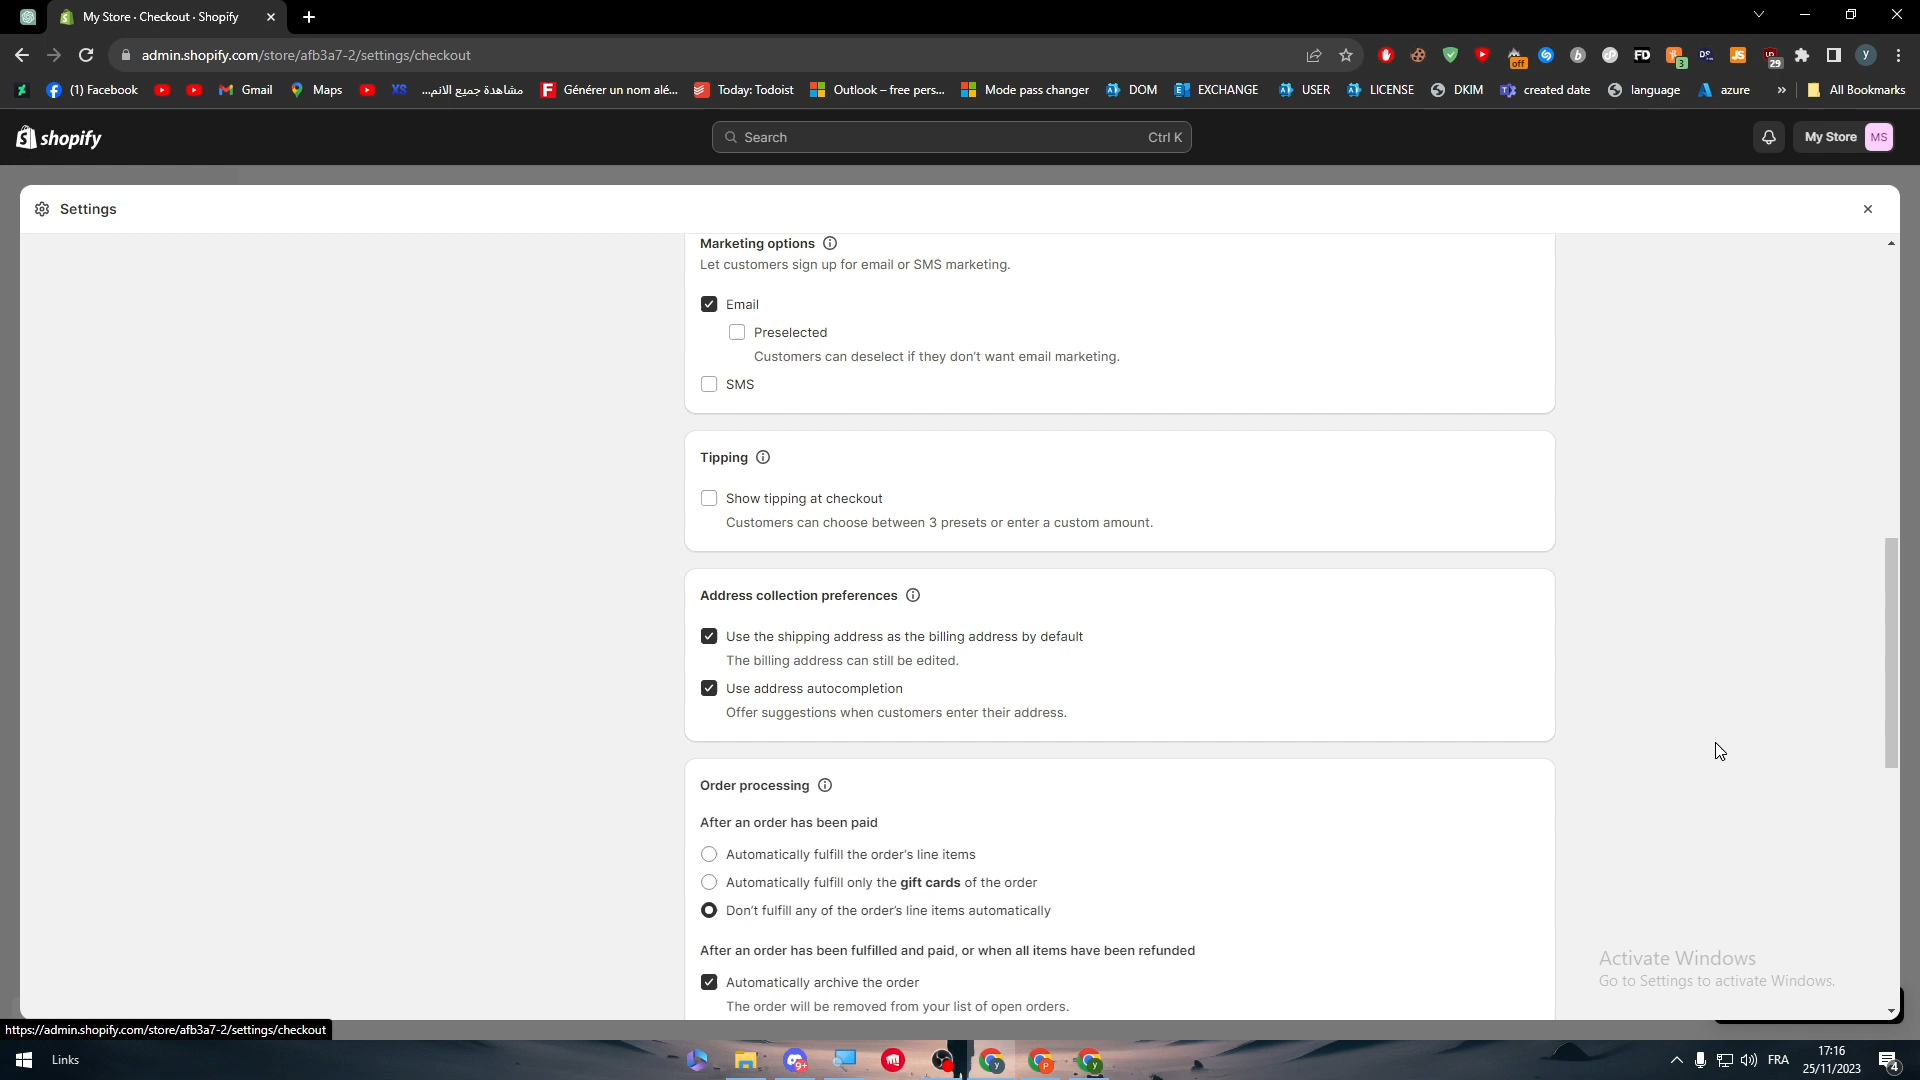 My Store · Checkout · Shopify
admin.shopify.com/store/afb3a7-2/settings/checkout
off
FD
3
JS
29
y
(1) Facebook
Gmail
Maps
XS
مشاهدة جميع الانم...
Générer un nom alé...
Today: Todoist
Outlook – free pers...
Mode pass changer
DOM
EXCHANGE
USER
LICENSE
DKIM
created date
language
azure
»
All Bookmarks
shopify
Search
Ctrl K
My Store
MS
Settings
Marketing options
Let customers sign up for email or SMS marketing.
Email
Preselected
Customers can deselect if they don't want email marketing.
SMS
Tipping
Show tipping at checkout
Customers can choose between 3 presets or enter a custom amount.
Address collection preferences
Use the shipping address as the billing address by default
The billing address can still be edited.
Use address autocompletion
Offer suggestions when customers enter their address.
Order processing
After an order has been paid
Automatically fulfill the order's line items
Automatically fulfill only the gift cards of the order
Don't fulfill any of the order's line items automatically
After an order has been fulfilled and paid, or when all items have been refunded
Automatically archive the order
The order will be removed from your list of open orders.
Activate Windows
Go to Settings to activate Windows.
https://admin.shopify.com/store/afb3a7-2/settings/checkout
Links
9+
FRA
17:16
25/11/2023
4